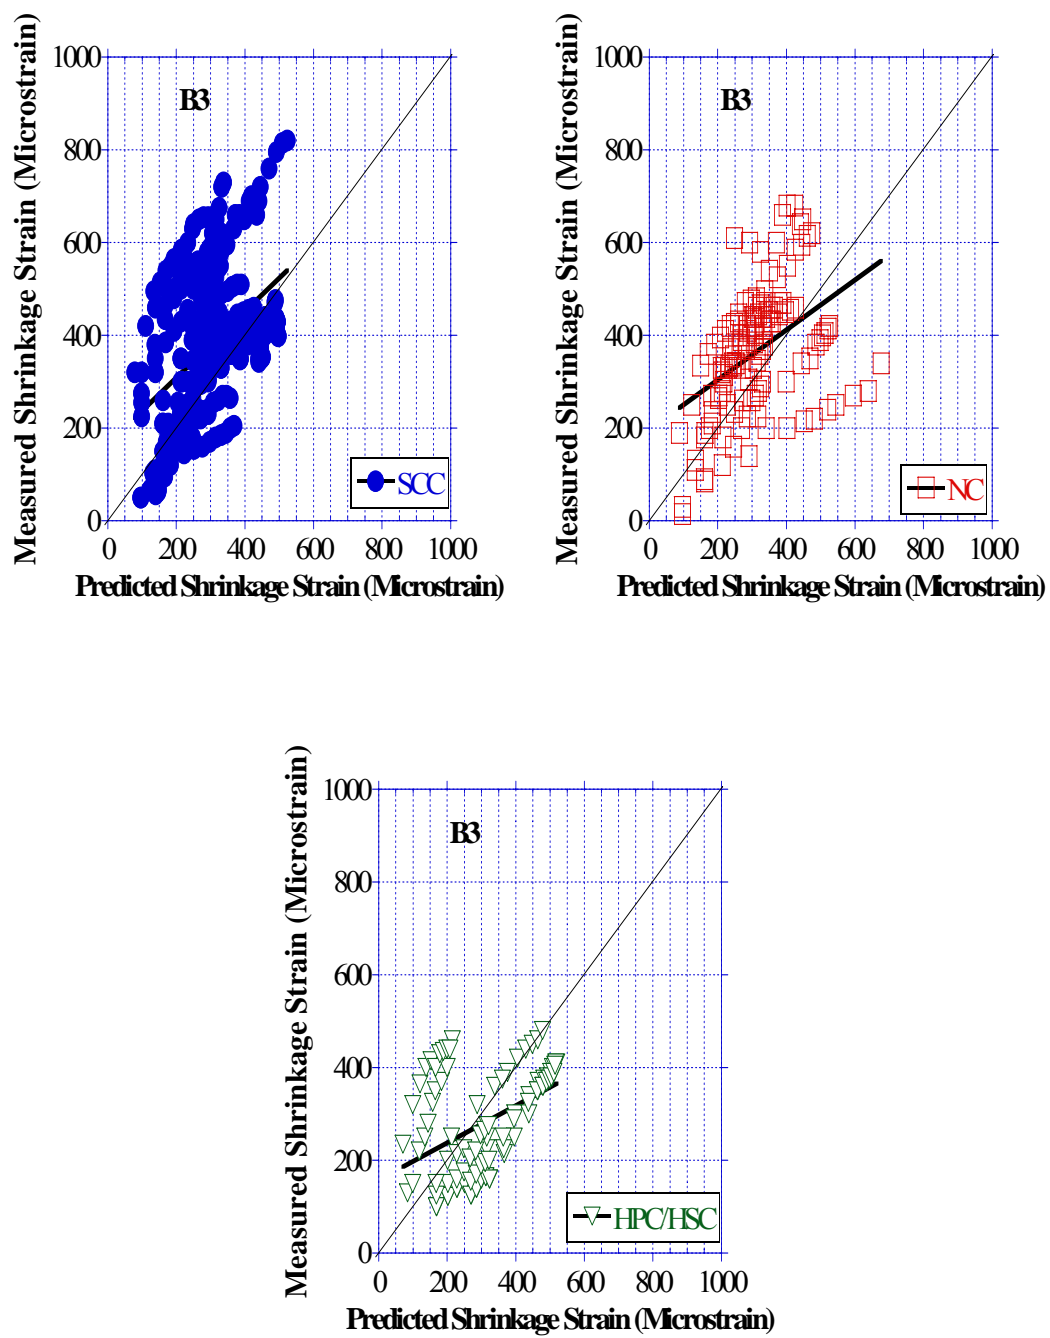 Measured Shrinkage Strain (Microstrain)
1000
800
600
400
200
0
B3
SCC
0 200 400 600 800 1000
Predicted Shrinkage Strain (Microstrain)
Measured Shrinkage Strain (Microstrain)
1000
800
600
400
200
0
B3
NC
0 200 400 600 800 1000
Predicted Shrinkage Strain (Microstrain)
Measured Shrinkage Strain (Microstrain)
1000
800
600
400
200
0
B3
HPC/HSC
0 200 400 600 800 1000
Predicted Shrinkage Strain (Microstrain)